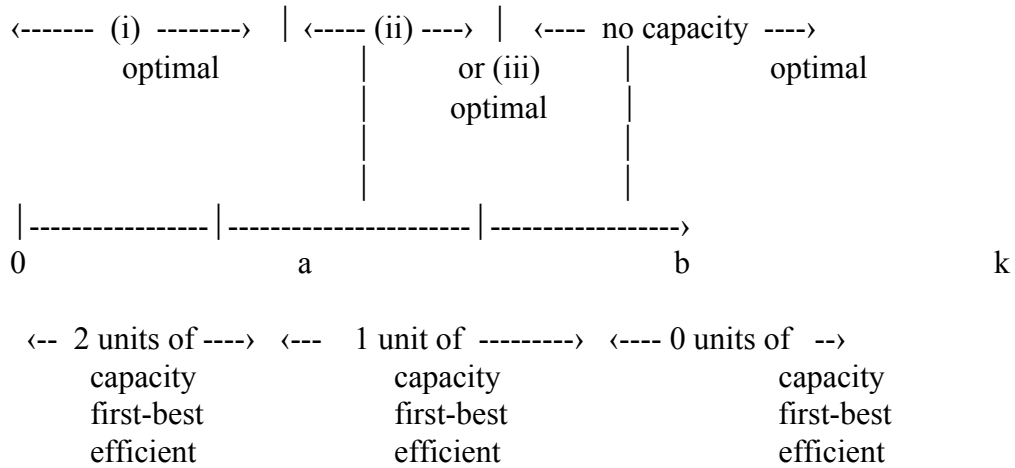 ‹------- (i) --------› | ‹----- (ii) ----› | ‹---- no capacity ----›
optimal | or (iii) | optimal
| optimal |
| |
| |
|-----------------|-----------------------|------------------›
0 a b k
‹-- 2 units of ----› ‹--- 1 unit of ---------› ‹---- 0 units of --›
capacity capacity capacity
first-best first-best first-best
efficient efficient efficient